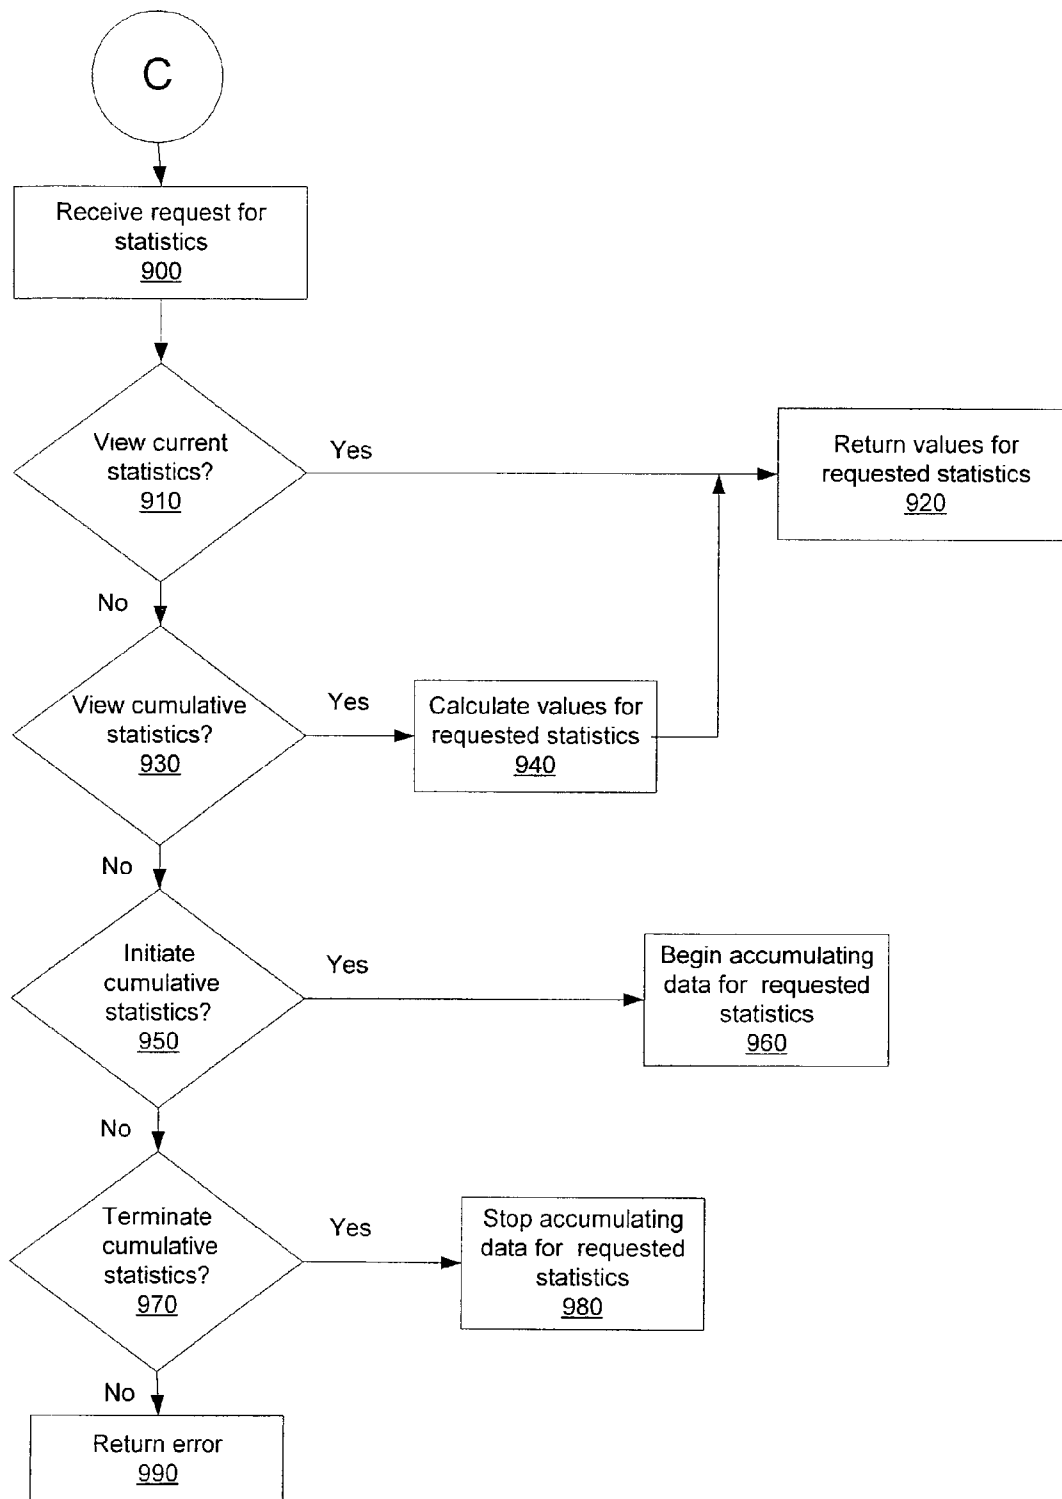 C
Receive request for
statistics
900
View current
statistics?
910
Yes
Return values for
requested statistics
920
No
View cumulative
statistics?
930
Yes
Calculate values for
requested statistics
940
No
Initiate
cumulative
statistics?
950
Yes
Begin accumulating
data for requested
statistics
960
No
Terminate
cumulative
statistics?
970
Yes
Stop accumulating
data for requested
statistics
980
No
Return error
990